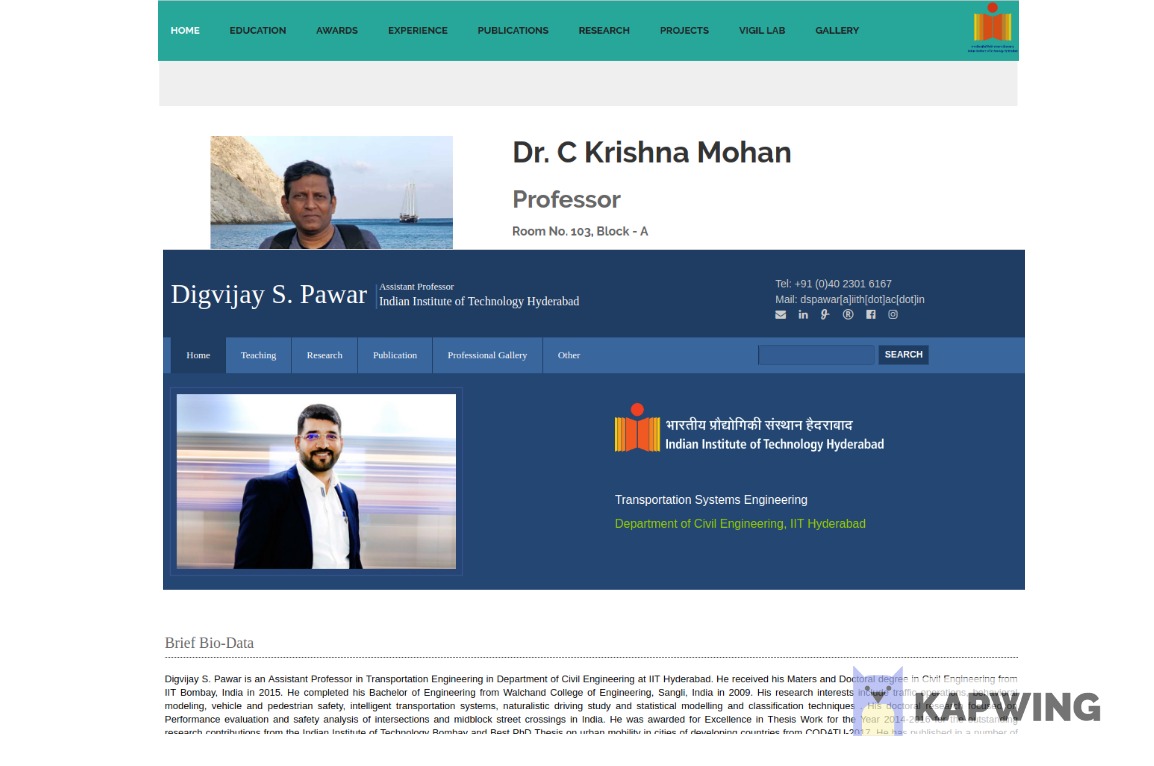 HOME EDUCATION AWARDS EXPERIENCE PUBLICATIONS RESEARCH PROJECTS VIGIL LAB GALLERY
Dr. C Krishna Mohan
Professor
Room No. 103, Block - A
Digvijay S. Pawar
Assistant Professor
Indian Institute of Technology Hyderabad
Tel: +91 (0)40 2301 6167
Mail: dspawar[a]iith[dot]ac[dot]in
Home Teaching Research Publication Professional Gallery Other SEARCH
भारतीय प्रौद्योगिकी संस्थान हैदराबाद
Indian Institute of Technology Hyderabad
Transportation Systems Engineering
Department of Civil Engineering, IIT Hyderabad
Brief Bio-Data
Digvijay S. Pawar is an Assistant Professor in Transportation Engineering in Department of Civil Engineering at IIT Hyderabad. He received his Maters and Doctoral degree in Civil Engineering from
IIT Bombay, India in 2015. He completed his Bachelor of Engineering from Walchand College of Engineering, Sangli, India in 2009. His research interests include traffic operations, behavioral
modeling, vehicle and pedestrian safety, intelligent transportation systems, naturalistic driving study and statistical modelling and classification techniques. His doctoral research focused on
Performance evaluation and safety analysis of intersections and midblock street crossings in India. He was awarded for Excellence in Thesis Work for the Year 2014-2016 for the outstanding
research contributions from the Indian Institute of Technology Bombay and Best PhD Thesis on urban mobility in cities of developing countries from CODATU-2017. He has published in a number of
KAPWING